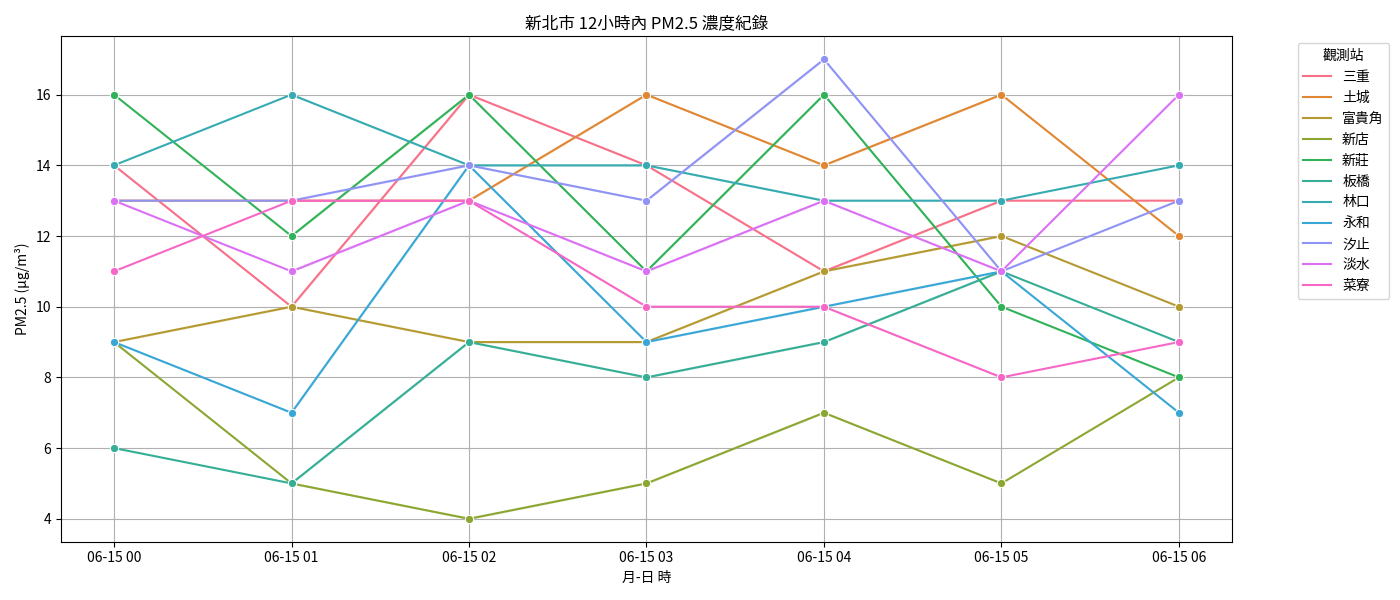 新北市 12小時內 PM2.5 濃度紀錄
PM2.5 (μg/m³)
16
14
12
10
8
6
4
06-15 00
06-15 01
06-15 02
06-15 03
06-15 04
06-15 05
06-15 06
月-日 時
觀測站
三重
土城
富貴角
新店
新莊
板橋
林口
永和
汐止
淡水
菜寮